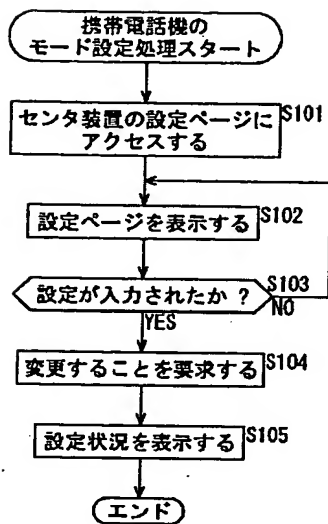 携帯電話機の
モード設定処理スタート
センタ装置の設定ページに
アクセスする
S101
設定ページを表示する
S102
設定が入力されたか ?
S103
NO
YES
変更することを要求する
S104
設定状況を表示する
S105
エンド